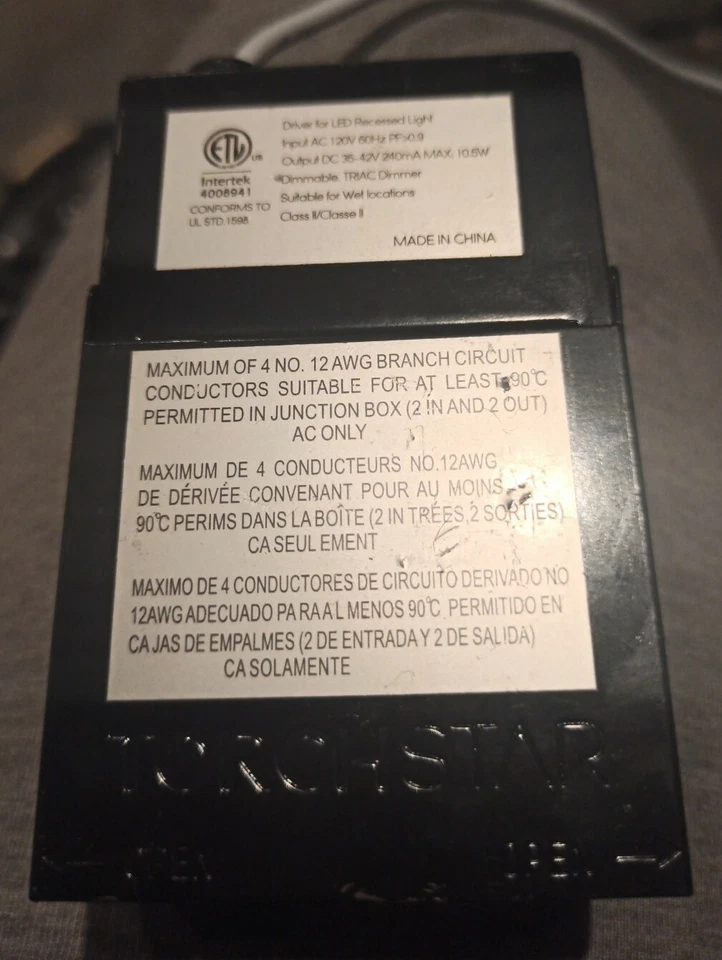 Driver for LED Recessed Light
Input AC 120V 60Hz PF>0.9
Output DC 36-42V 240mA MAX. 10.5W
Dimmable, TRIAC Dimmer
Suitable for Wet locations
Class II/Classe II
MADE IN CHINA
ETL
US
Intertek
4008941
CONFORMS TO
UL STD.1598
MAXIMUM OF 4 NO. 12 AWG BRANCH CIRCUIT
CONDUCTORS SUITABLE FOR AT LEAST 90°C
PERMITTED IN JUNCTION BOX (2 IN AND 2 OUT)
AC ONLY
MAXIMUM DE 4 CONDUCTEURS NO.12AWG
DE DÉRIVÉE CONVENANT POUR AU MOINS
90°C PERIMS DANS LA BOÎTE (2 IN TRÉES,2 SORTIES)
CA SEUL EMENT
MAXIMO DE 4 CONDUCTORES DE CIRCUITO DERIVADO NO
12AWG ADECUADO PA RA AL MENOS 90°C PERMITIDO EN
CA JAS DE EMPALMES (2 DE ENTRADA Y 2 DE SALIDA)
CA SOLAMENTE
TORCHSTAR
OPEN OPEN